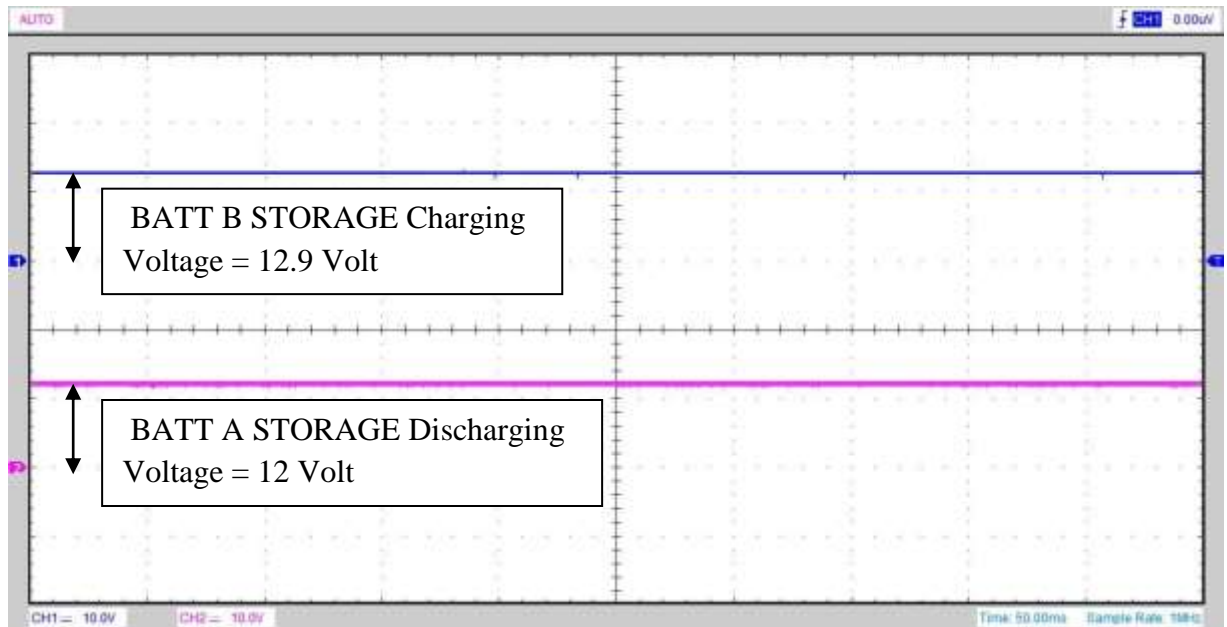 AUTO
CH1 0.00uV
BATT B STORAGE Charging
Voltage = 12.9 Volt
BATT A STORAGE Discharging
Voltage = 12 Volt
CH1 = 10.0V CH2 = 10.0V Time: 50.00ms Sample Rate: 1MHz